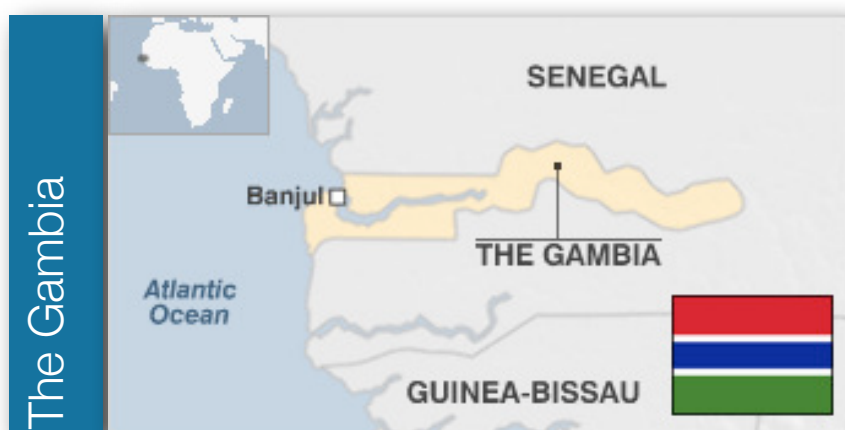 The Gambia
SENEGAL
Banjul
THE GAMBIA
Atlantic
Ocean
GUINEA-BISSAU